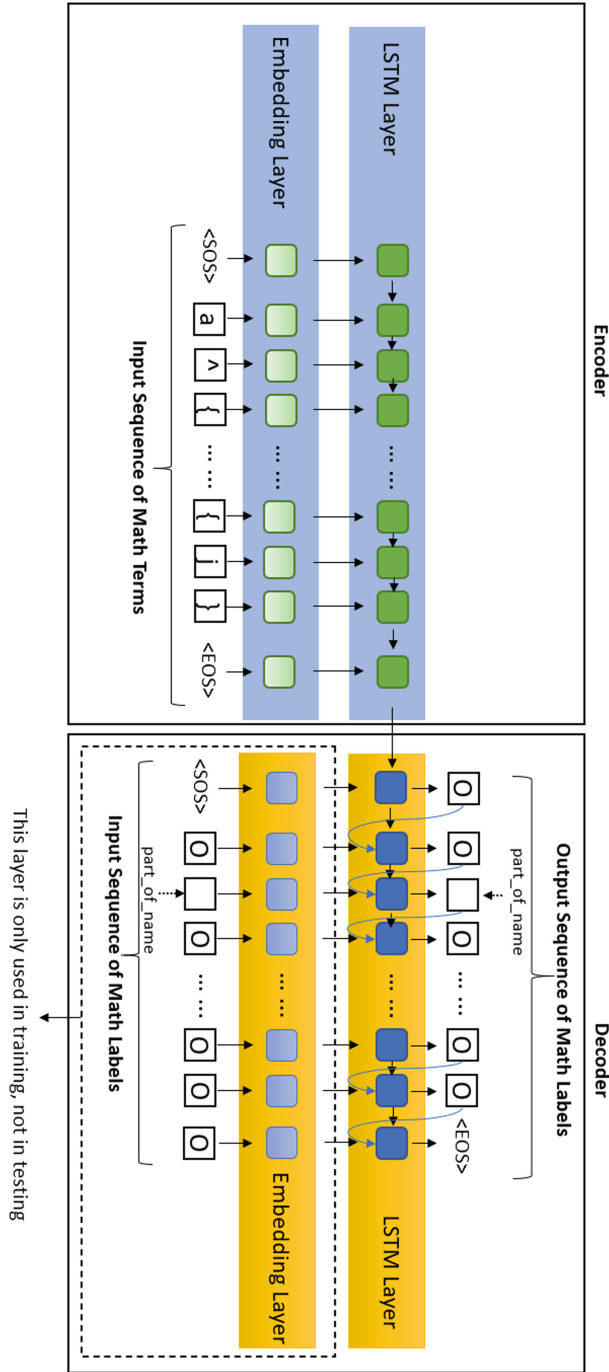 Encoder
LSTM Layer
Embedding Layer
... ...
... ...
... ...
<SOS> a ^ { { j } <EOS>
Input Sequence of Math Terms
Decoder
Output Sequence of Math Labels
part_of_name
O O O ... ... O O <EOS>
... ...
LSTM Layer
... ...
Embedding Layer
<SOS> O O ... ... O O O
part_of_name
Input Sequence of Math Labels
This layer is only used in training, not in testing